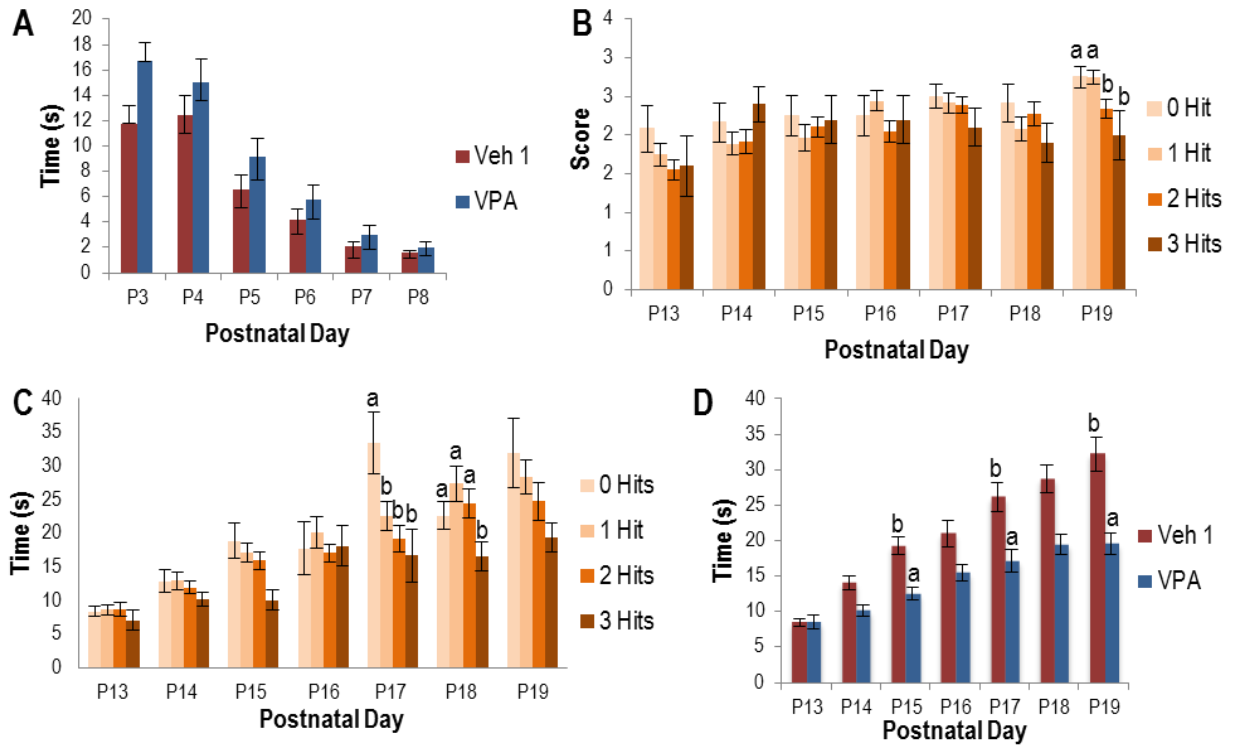 A
Time (s)
20
18
16
14
12
10
8
6
4
2
0
P3 P4 P5 P6 P7 P8
Postnatal Day
Veh 1
VPA
B
Score
4
3
3
2
2
1
1
0
a a b b
P13 P14 P15 P16 P17 P18 P19
Postnatal Day
0 Hit
1 Hit
2 Hits
3 Hits
C
Time (s)
40
35
30
25
20
15
10
5
0
a b b b a a a b
P13 P14 P15 P16 P17 P18 P19
Postnatal Day
0 Hits
1 Hit
2 Hits
3 Hits
D
Time (s)
40
35
30
25
20
15
10
5
0
b a b a b a
P13 P14 P15 P16 P17 P18 P19
Postnatal Day
Veh 1
VPA